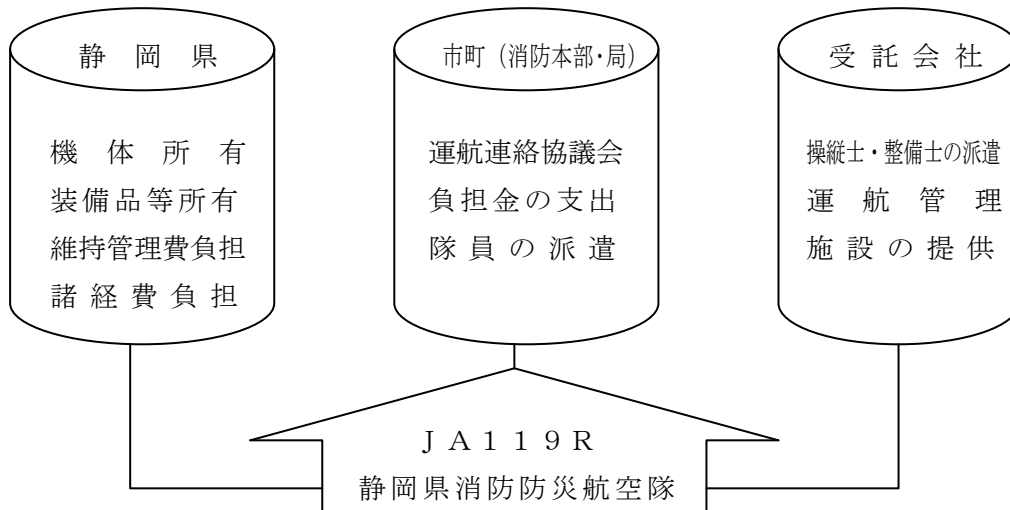 静岡県
機体所有
装備品等所有
維持管理費負担
諸経費負担
市町（消防本部・局）
運航連絡協議会
負担金の支出
隊員の派遣
受託会社
操縦士・整備士の派遣
運航管理
施設の提供
ＪＡ１１９Ｒ
静岡県消防防災航空隊